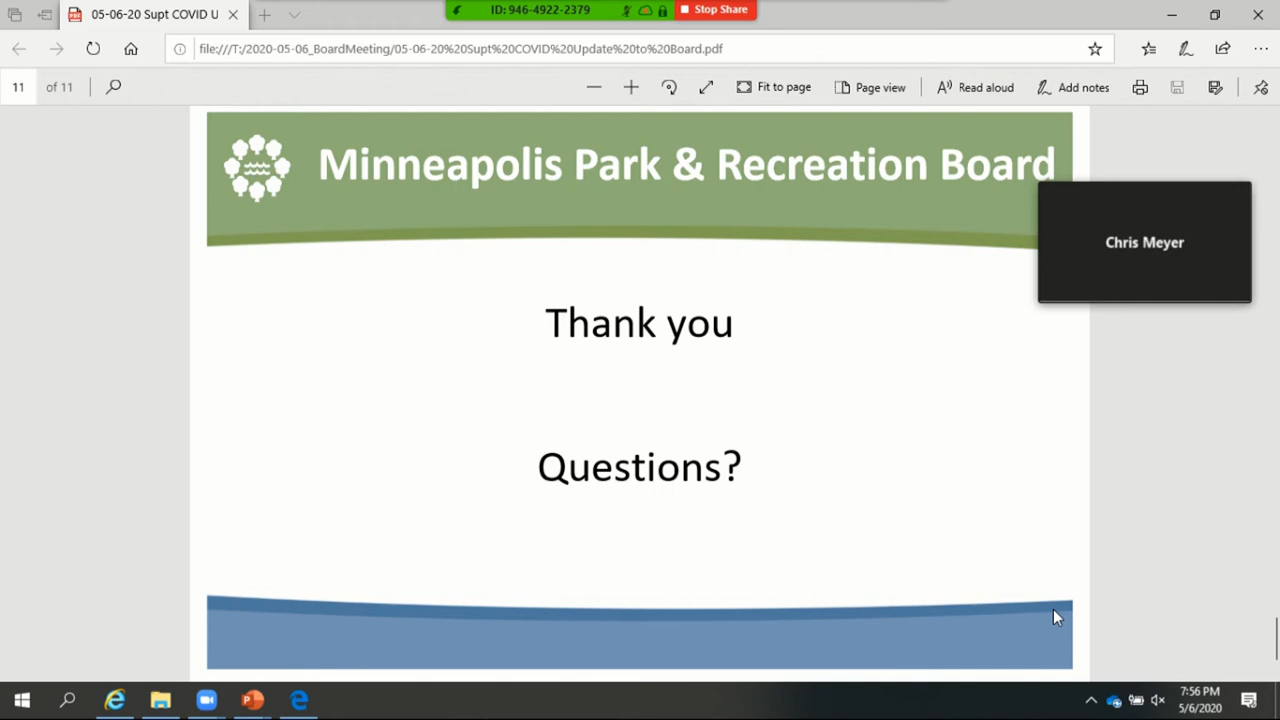 05-06-20 Supt COVID U
ID: 946-4922-2379
Stop Share
file:///T:/2020-05-06_BoardMeeting/05-06-20%20Supt%20COVID%20Update%20to%20Board.pdf
11 of 11
Fit to page
Page view
Read aloud
Add notes
Minneapolis Park & Recreation Board
Chris Meyer
Thank you
Questions?
7:56 PM
5/6/2020